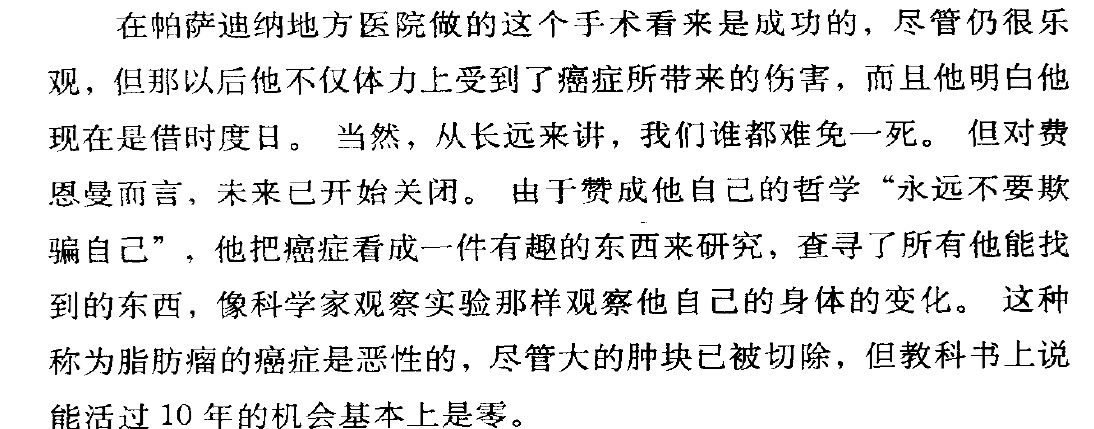 在帕萨迪纳地方医院做的这个手术看来是成功的，尽管仍很乐
观，但那以后他不仅体力上受到了癌症所带来的伤害，而且他明白他
现在是借时度日。 当然，从长远来讲，我们谁都难免一死。 但对费
恩曼而言，未来已开始关闭。 由于赞成他自己的哲学“永远不要欺
骗自己”，他把癌症看成一件有趣的东西来研究，查寻了所有他能找
到的东西，像科学家观察实验那样观察他自己的身体的变化。 这种
称为脂肪瘤的癌症是恶性的，尽管大的肿块已被切除，但教科书上说
能活过 10 年的机会基本上是零。